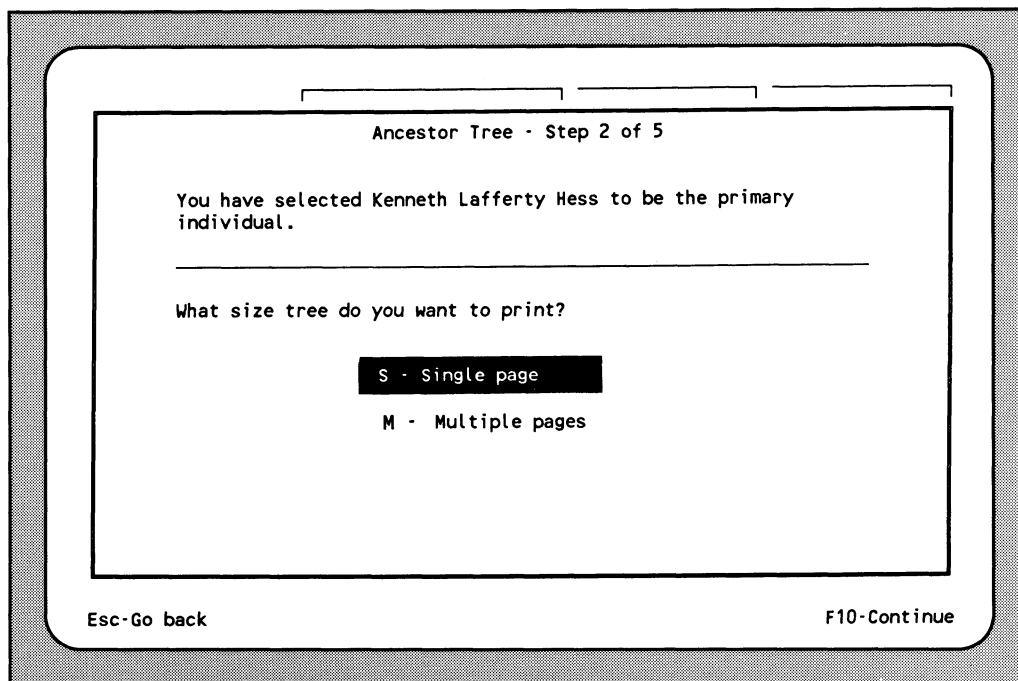 Ancestor Tree - Step 2 of 5
You have selected Kenneth Lafferty Hess to be the primary
individual.
What size tree do you want to print?
S - Single page
M - Multiple pages
Esc-Go back
F10-Continue